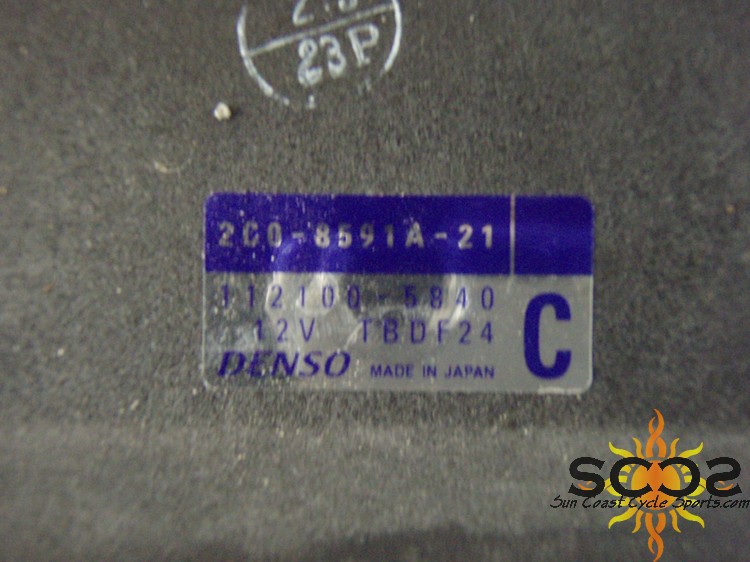 23P
2C0-8591A-21
112100-5840
12V TBDF24
C
DENSO MADE IN JAPAN
SCCS
Sun Coast Cycle Sports.com